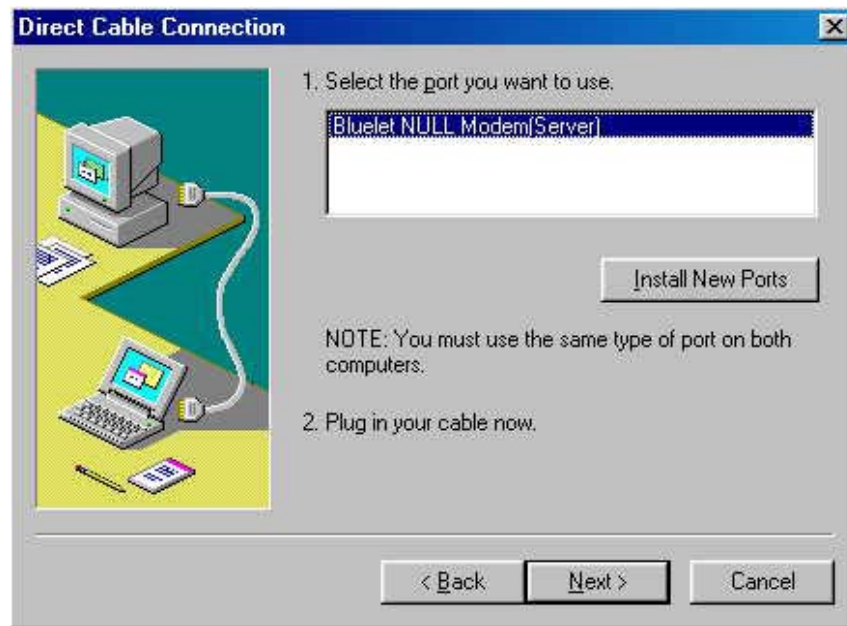 Direct Cable Connection
1. Select the port you want to use.
Bluelet NULL Modem(Server)
Install New Ports
NOTE: You must use the same type of port on both
computers.
2. Plug in your cable now.
< Back
Next >
Cancel